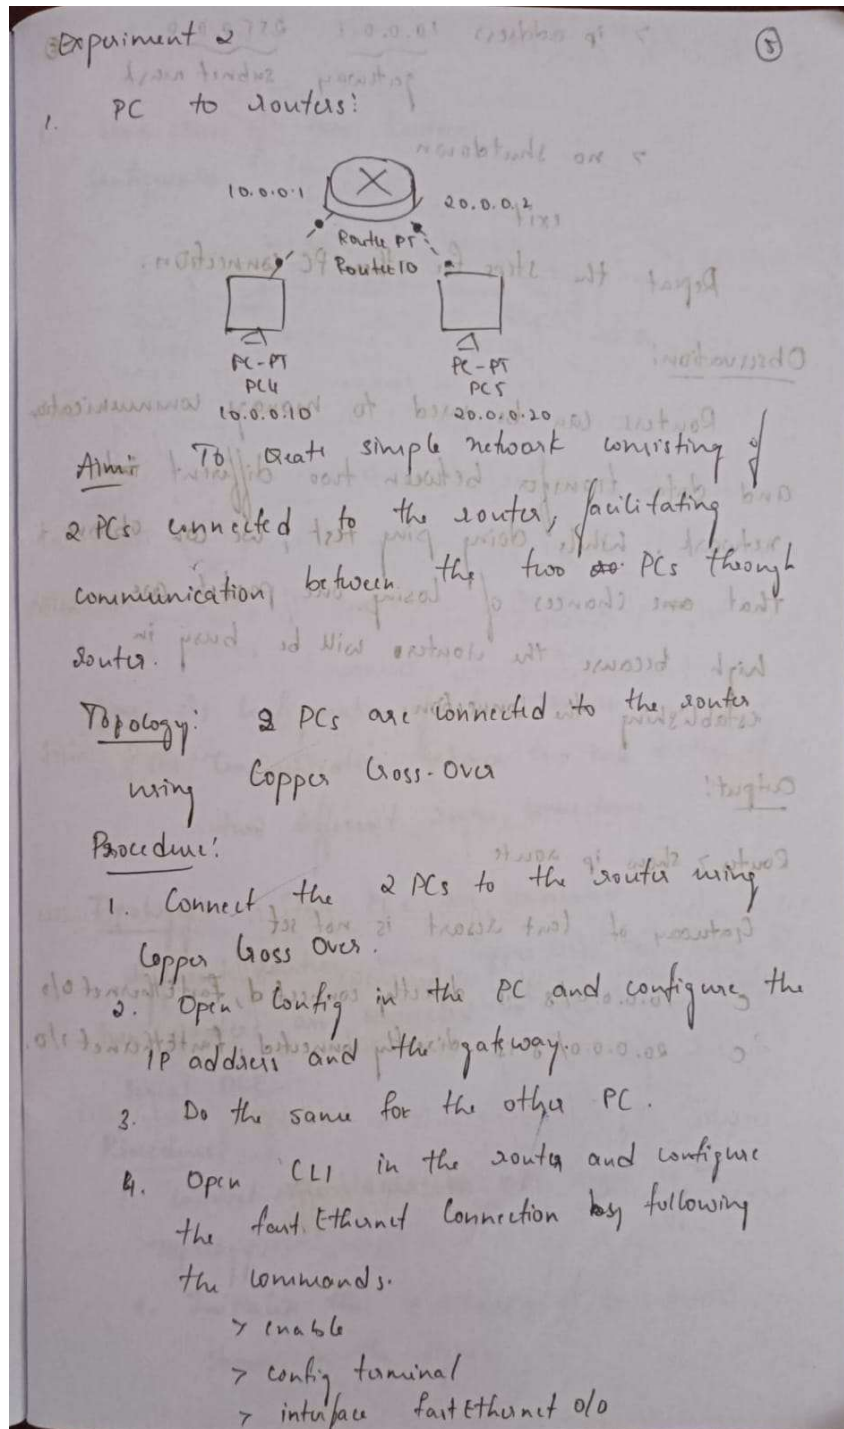 Experiment 2
5
1. PC to routers:
10.0.0.1
20.0.0.2
Router PT
Router10
PC-PT
PC4
10.0.0.10
PC-PT
PC5
20.0.0.20
Aim: To create simple network consisting of
2 PCs connected to the router, facilitating
communication between the two PCs through
router.
Topology: 2 PCs are connected to the router
using Copper Cross-Over
Procedure:
1. Connect the 2 PCs to the router using
Copper Cross Over.
2. Open Config in the PC and configure the
IP address and the gateway.
3. Do the same for the other PC.
4. Open CLI in the router and configure
the fast Ethernet Connection by following
the commands.
> enable
> config terminal
> interface fastEthernet 0/0